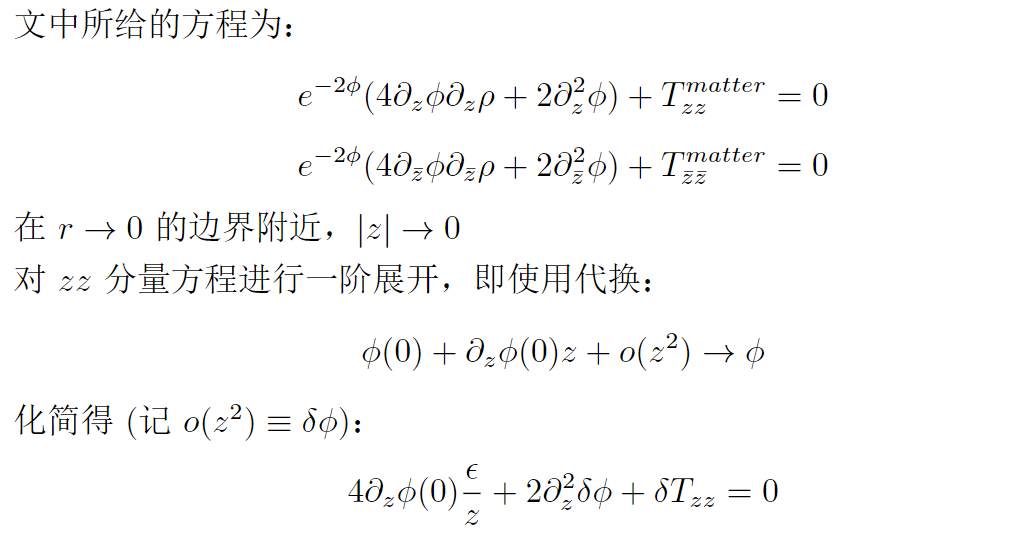 文中所给的方程为：
$e^{-2\phi}(4\partial_z\phi\partial_z\rho + 2\partial_z^2\phi) + T_{zz}^{matter} = 0$
$e^{-2\phi}(4\partial_{\bar{z}}\phi\partial_{\bar{z}}\rho + 2\partial_{\bar{z}}^2\phi) + T_{\bar{z}\bar{z}}^{matter} = 0$
在 $r \to 0$ 的边界附近，$|z| \to 0$
对 $zz$ 分量方程进行一阶展开，即使用代换：
$\phi(0) + \partial_z\phi(0)z + o(z^2) \to \phi$
化简得 (记 $o(z^2) \equiv \delta\phi$)：
$4\partial_z\phi(0)\frac{\epsilon}{z} + 2\partial_z^2\delta\phi + \delta T_{zz} = 0$